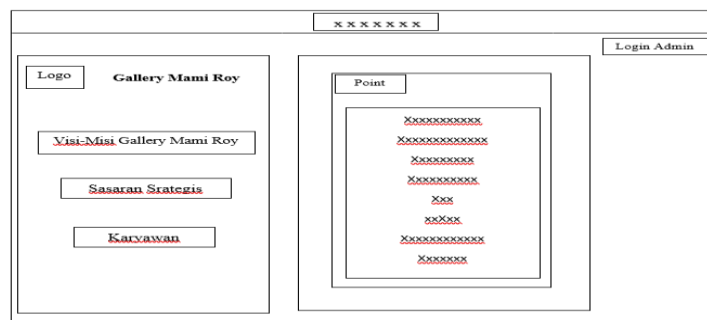 x x x x x x x
Login Admin
Logo
Gallery Mami Roy
Visi-Misi Gallery Mami Roy
Sasaran Srategis
Karyawan
Point
Xxxxxxxxxxx
Xxxxxxxxxxxxx
Xxxxxxxxx
Xxxxxxxxxx
Xxx
xxXxx
Xxxxxxxxxxxx
Xxxxxxx